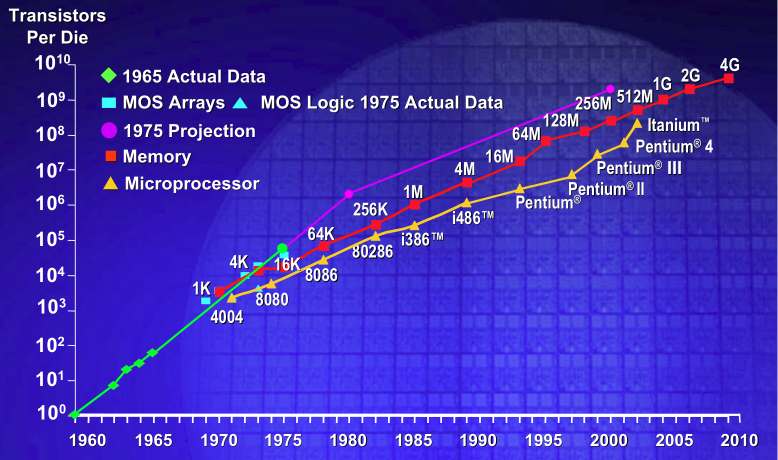 Transistors
Per Die
10¹⁰
10⁹
10⁸
10⁷
10⁶
10⁵
10⁴
10³
10²
10¹
10⁰
1965 Actual Data
MOS Arrays
MOS Logic 1975 Actual Data
1975 Projection
Memory
Microprocessor
1K
4K
16K
64K
256K
1M
4M
16M
64M
128M
256M
512M
1G
2G
4G
4004
8080
8086
80286
i386™
i486™
Pentium®
Pentium® II
Pentium® III
Pentium® 4
Itanium™
1960
1965
1970
1975
1980
1985
1990
1995
2000
2005
2010